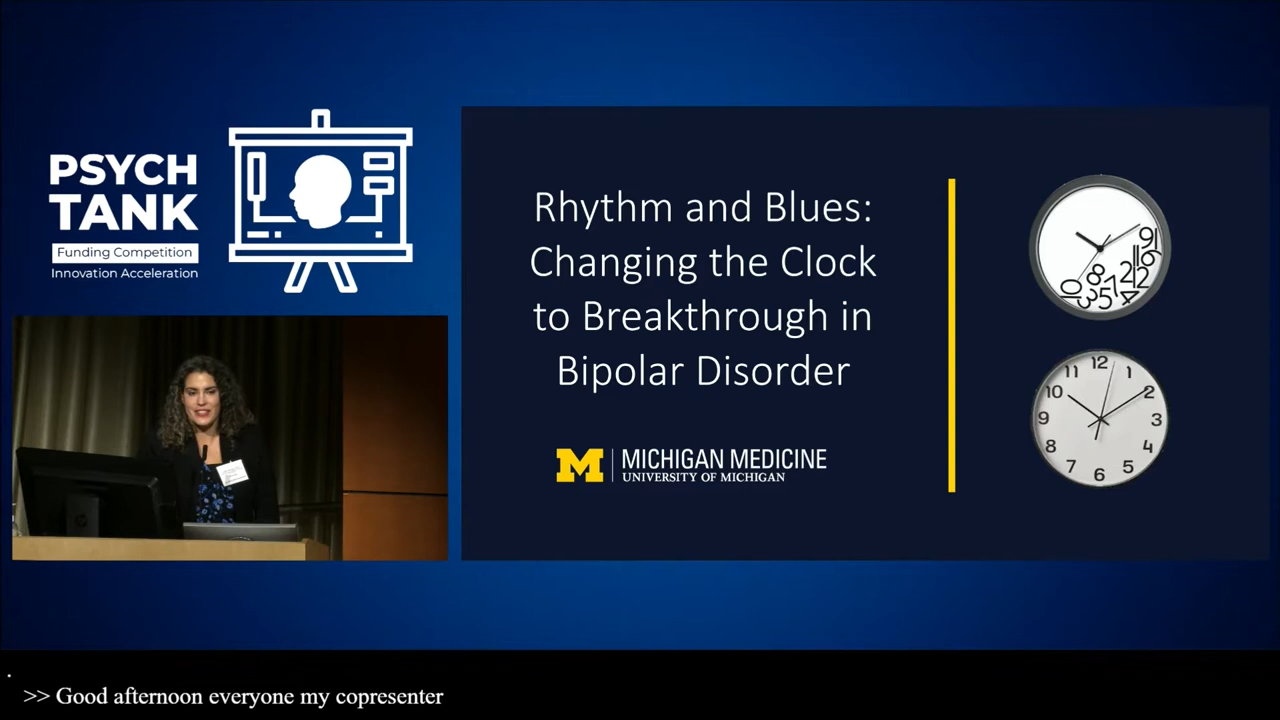 PSYCH
TANK
Funding Competition
Innovation Acceleration
Rhythm and Blues:
Changing the Clock
to Breakthrough in
Bipolar Disorder
M
MICHIGAN MEDICINE
UNIVERSITY OF MICHIGAN
12
11 1
10 2
9 3
8 4
7 5
6
.
>> Good afternoon everyone my copresenter